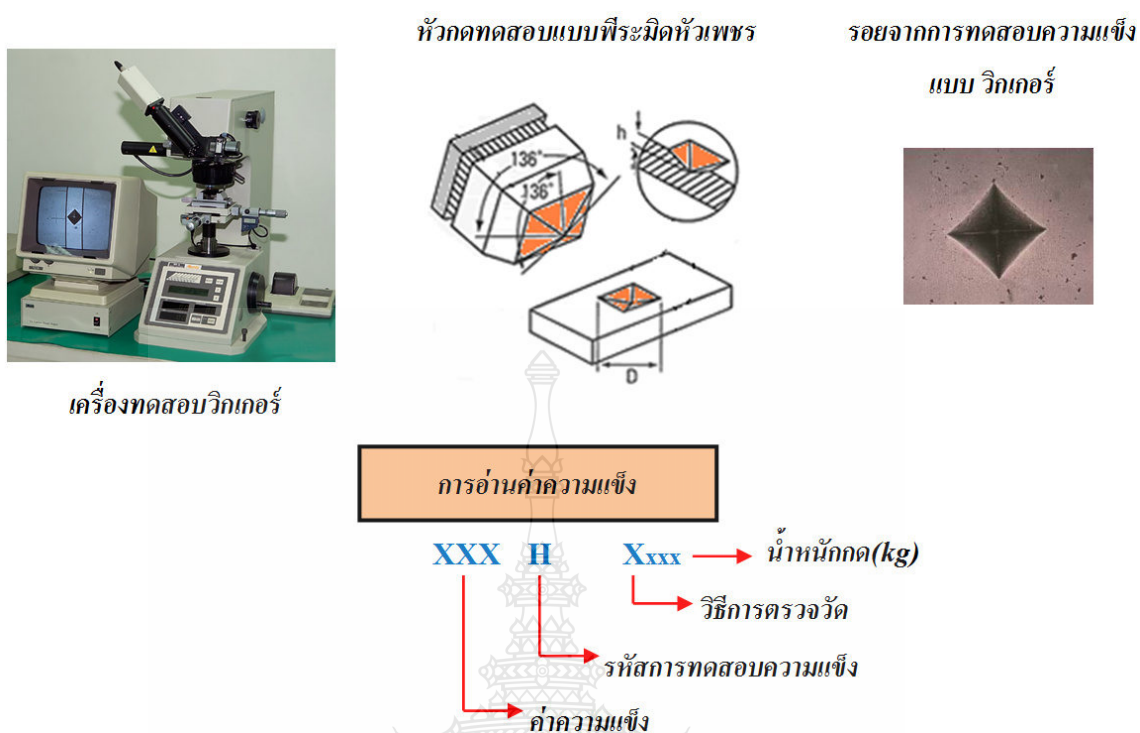 หัวกดทดสอบแบบพีระมิดหัวเพชร
รอยจากการทดสอบความแข็ง
แบบ วิกเกอร์
136°
136°
h
D
เครื่องทดสอบวิกเกอร์
การอ่านค่าความแข็ง
XXX H Xxxx น้ำหนักกด(kg)
วิธีการตรวจวัด
รหัสการทดสอบความแข็ง
ค่าความแข็ง